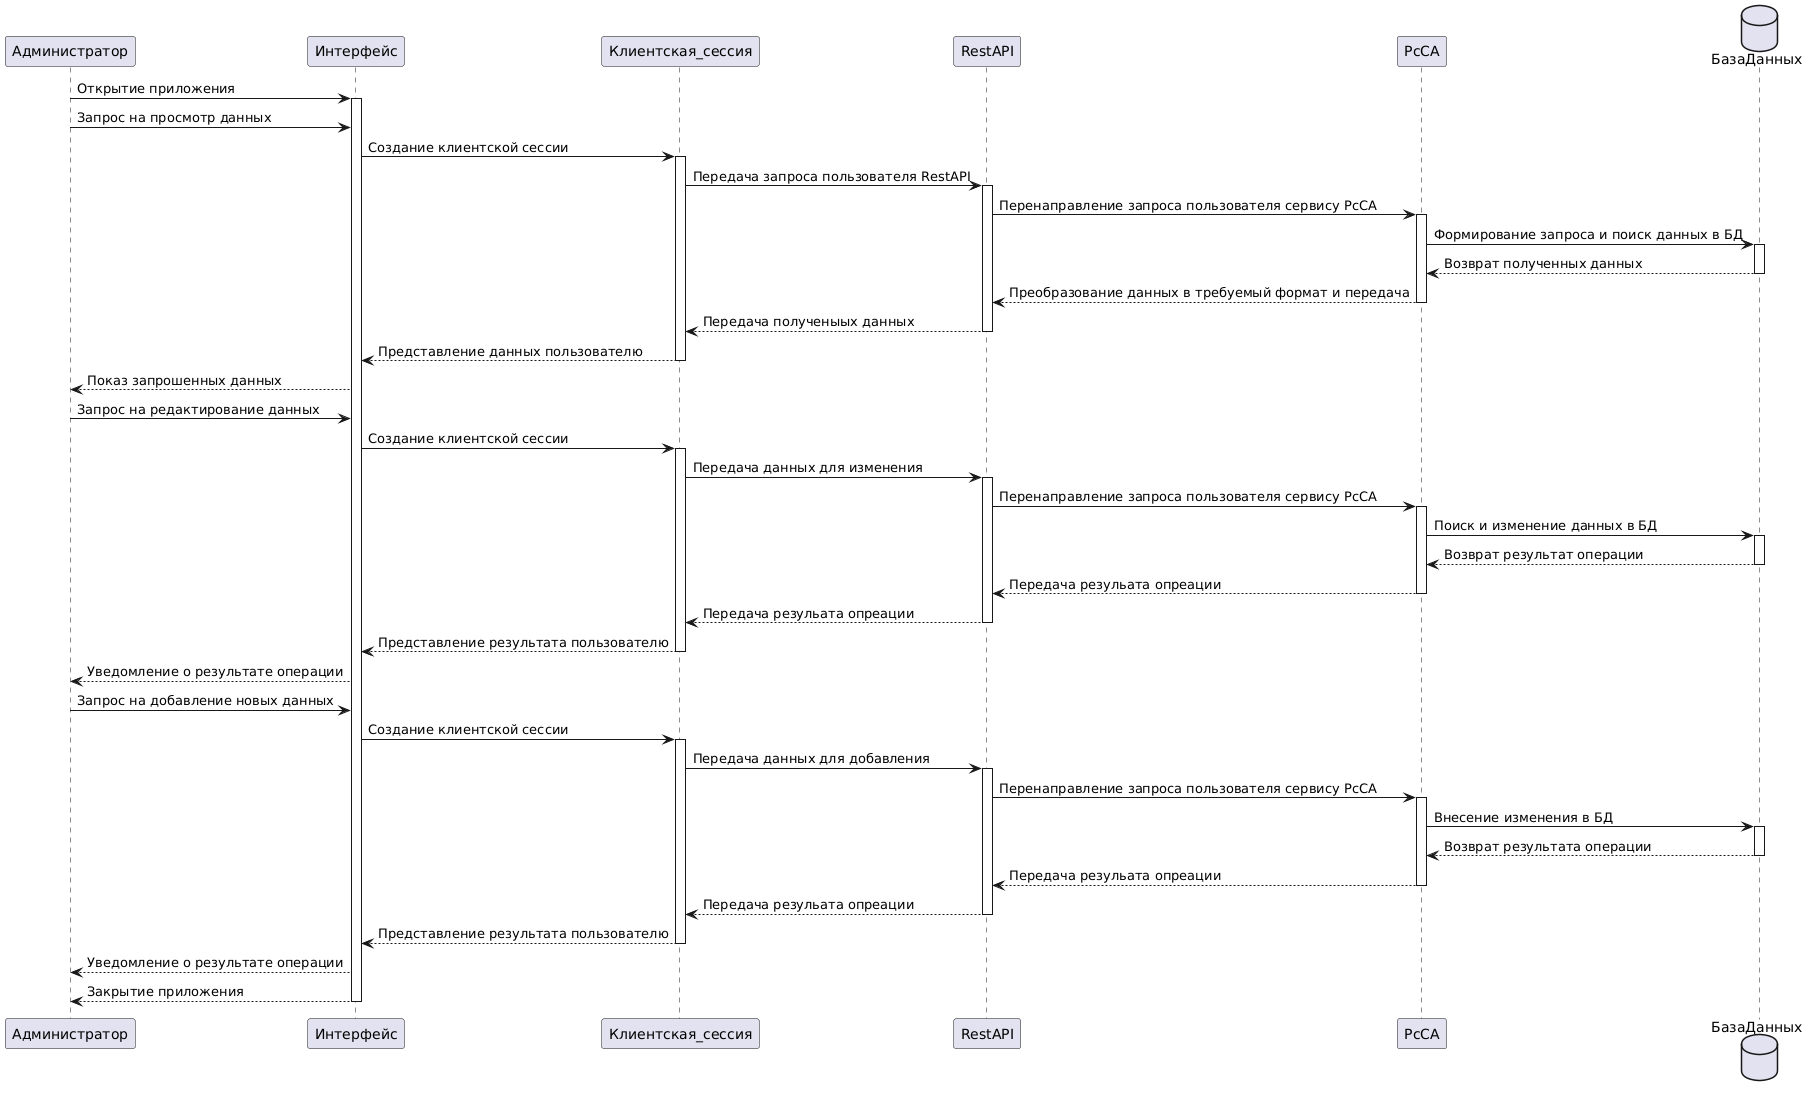 Администратор
Интерфейс
Клиентская_сессия
RestAPI
РсСА
БазаДанных
Открытие приложения
Запрос на просмотр данных
Создание клиентской сессии
Передача запроса пользователя RestAPI
Перенаправление запроса пользователя сервису РсСА
Формирование запроса и поиск данных в БД
Возврат полученных данных
Преобразование данных в требуемый формат и передача
Передача полученыых данных
Представление данных пользователю
Показ запрошенных данных
Запрос на редактирование данных
Создание клиентской сессии
Передача данных для изменения
Перенаправление запроса пользователя сервису РсСА
Поиск и изменение данных в БД
Возврат результат операции
Передача резульата опреации
Передача резульата опреации
Представление результата пользователю
Уведомление о результате операции
Запрос на добавление новых данных
Создание клиентской сессии
Передача данных для добавления
Перенаправление запроса пользователя сервису РсСА
Внесение изменения в БД
Возврат результата операции
Передача резульата опреации
Передача резульата опреации
Представление результата пользователю
Уведомление о результате операции
Закрытие приложения
Администратор
Интерфейс
Клиентская_сессия
RestAPI
РсСА
БазаДанных